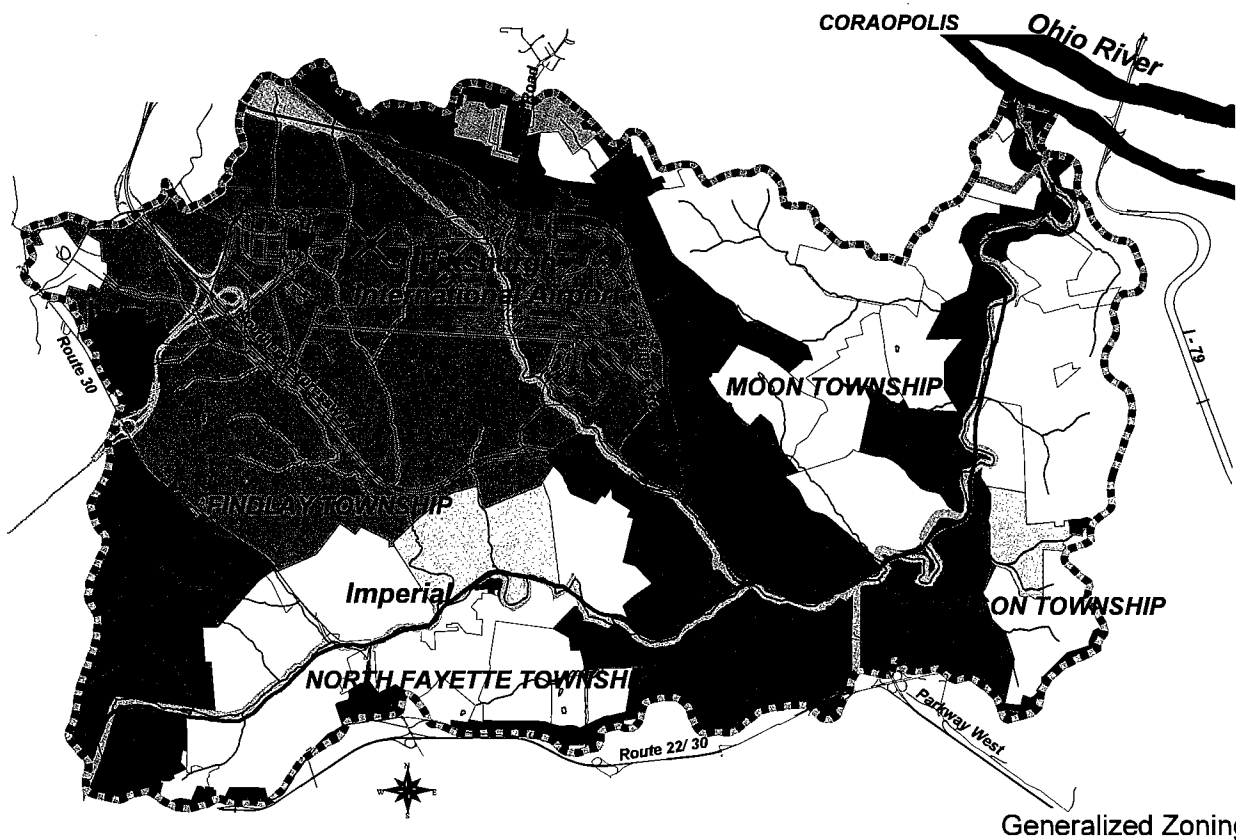 CORAOPOLIS
Ohio River
Road
Pittsburgh
International Airport
Route 30
I - 79
MOON TOWNSHIP
FINDLAY TOWNSHIP
Imperial
ON TOWNSHIP
NORTH FAYETTE TOWNSHI
Parkway West
Route 22/ 30
N
W
E
S
Generalized Zoning